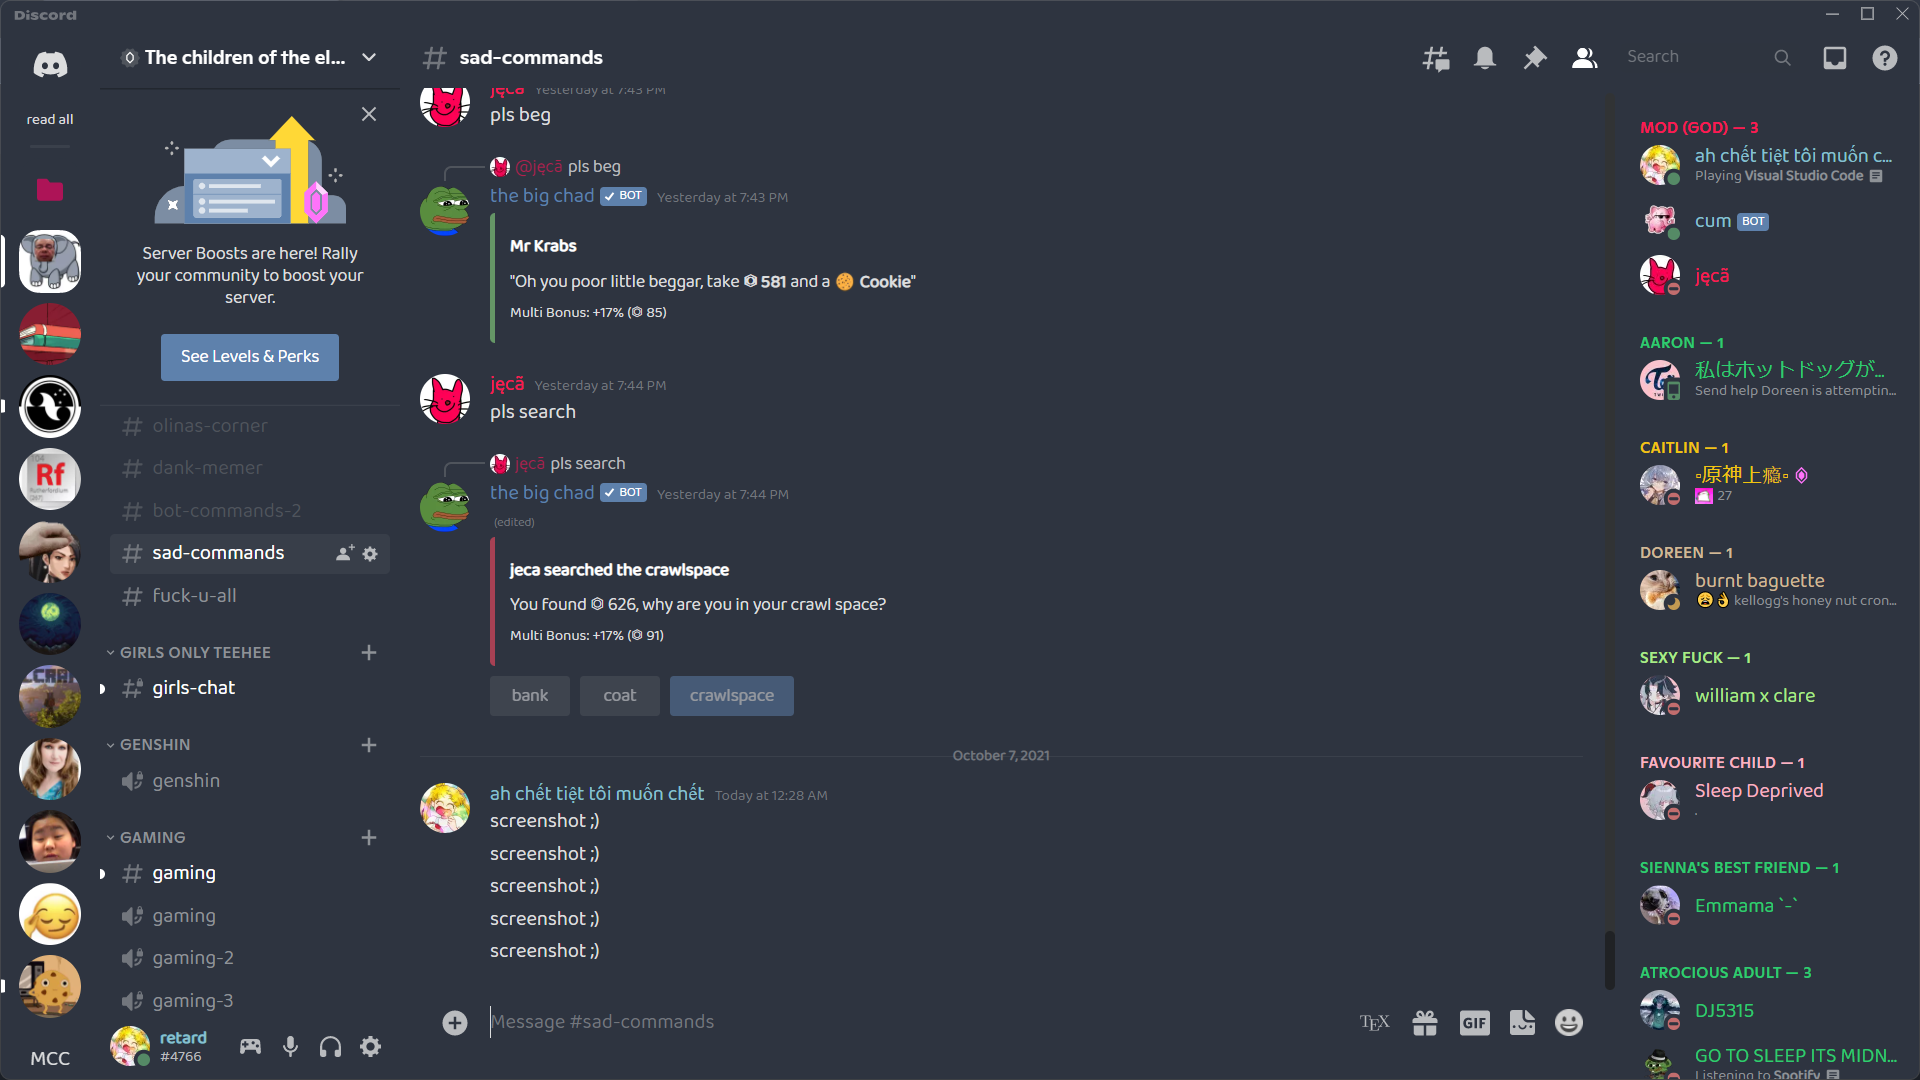 Discord
read all
MCC
The children of the el...
Server Boosts are here! Rally
your community to boost your
server.
See Levels & Perks
olinas-corner
dank-memer
bot-commands-2
sad-commands
fuck-u-all
GIRLS ONLY TEEHEE
girls-chat
GENSHIN
genshin
GAMING
gaming
gaming
gaming-2
gaming-3
retard
#4766
sad-commands
Search
jęcã Yesterday at 7:43 PM
pls beg
@jęcã pls beg
the big chad BOT Yesterday at 7:43 PM
Mr Krabs
"Oh you poor little beggar, take 581 and a 🍪 Cookie"
Multi Bonus: +17% ( 85)
jęcã Yesterday at 7:44 PM
pls search
jęcã pls search
the big chad BOT Yesterday at 7:44 PM
(edited)
jeca searched the crawlspace
You found 626, why are you in your crawl space?
Multi Bonus: +17% ( 91)
bank coat crawlspace
October 7, 2021
ah chết tiệt tôi muốn chết Today at 12:28 AM
screenshot ;)
screenshot ;)
screenshot ;)
screenshot ;)
screenshot ;)
Message #sad-commands
TEX GIF
MOD (GOD) — 3
ah chết tiệt tôi muốn c...
Playing Visual Studio Code
cum BOT
jęcã
AARON — 1
私はホットドッグが...
Send help Doreen is attemptin...
CAITLIN — 1
▫原神上瘾▫
27
DOREEN — 1
burnt baguette
😩👌 kellogg's honey nut cron...
SEXY FUCK — 1
william x clare
FAVOURITE CHILD — 1
Sleep Deprived
.
SIENNA'S BEST FRIEND — 1
Emmama `-`
ATROCIOUS ADULT — 3
DJ5315
GO TO SLEEP ITS MIDN...
Listening to Spotify
Rf